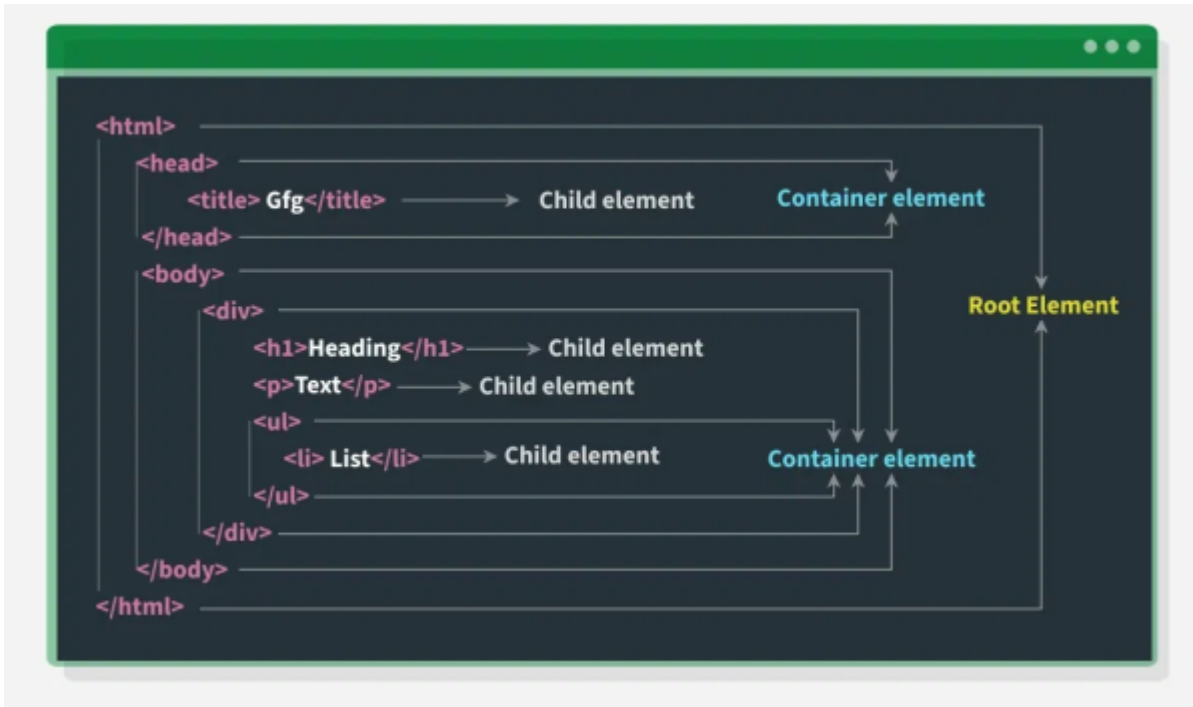 <html>
<head>
<title> Gfg</title> Child element Container element
</head>
<body>
<div> Root Element
<h1>Heading</h1> Child element
<p>Text</p> Child element
<ul>
<li> List</li> Child element Container element
</ul>
</div>
</body>
</html>